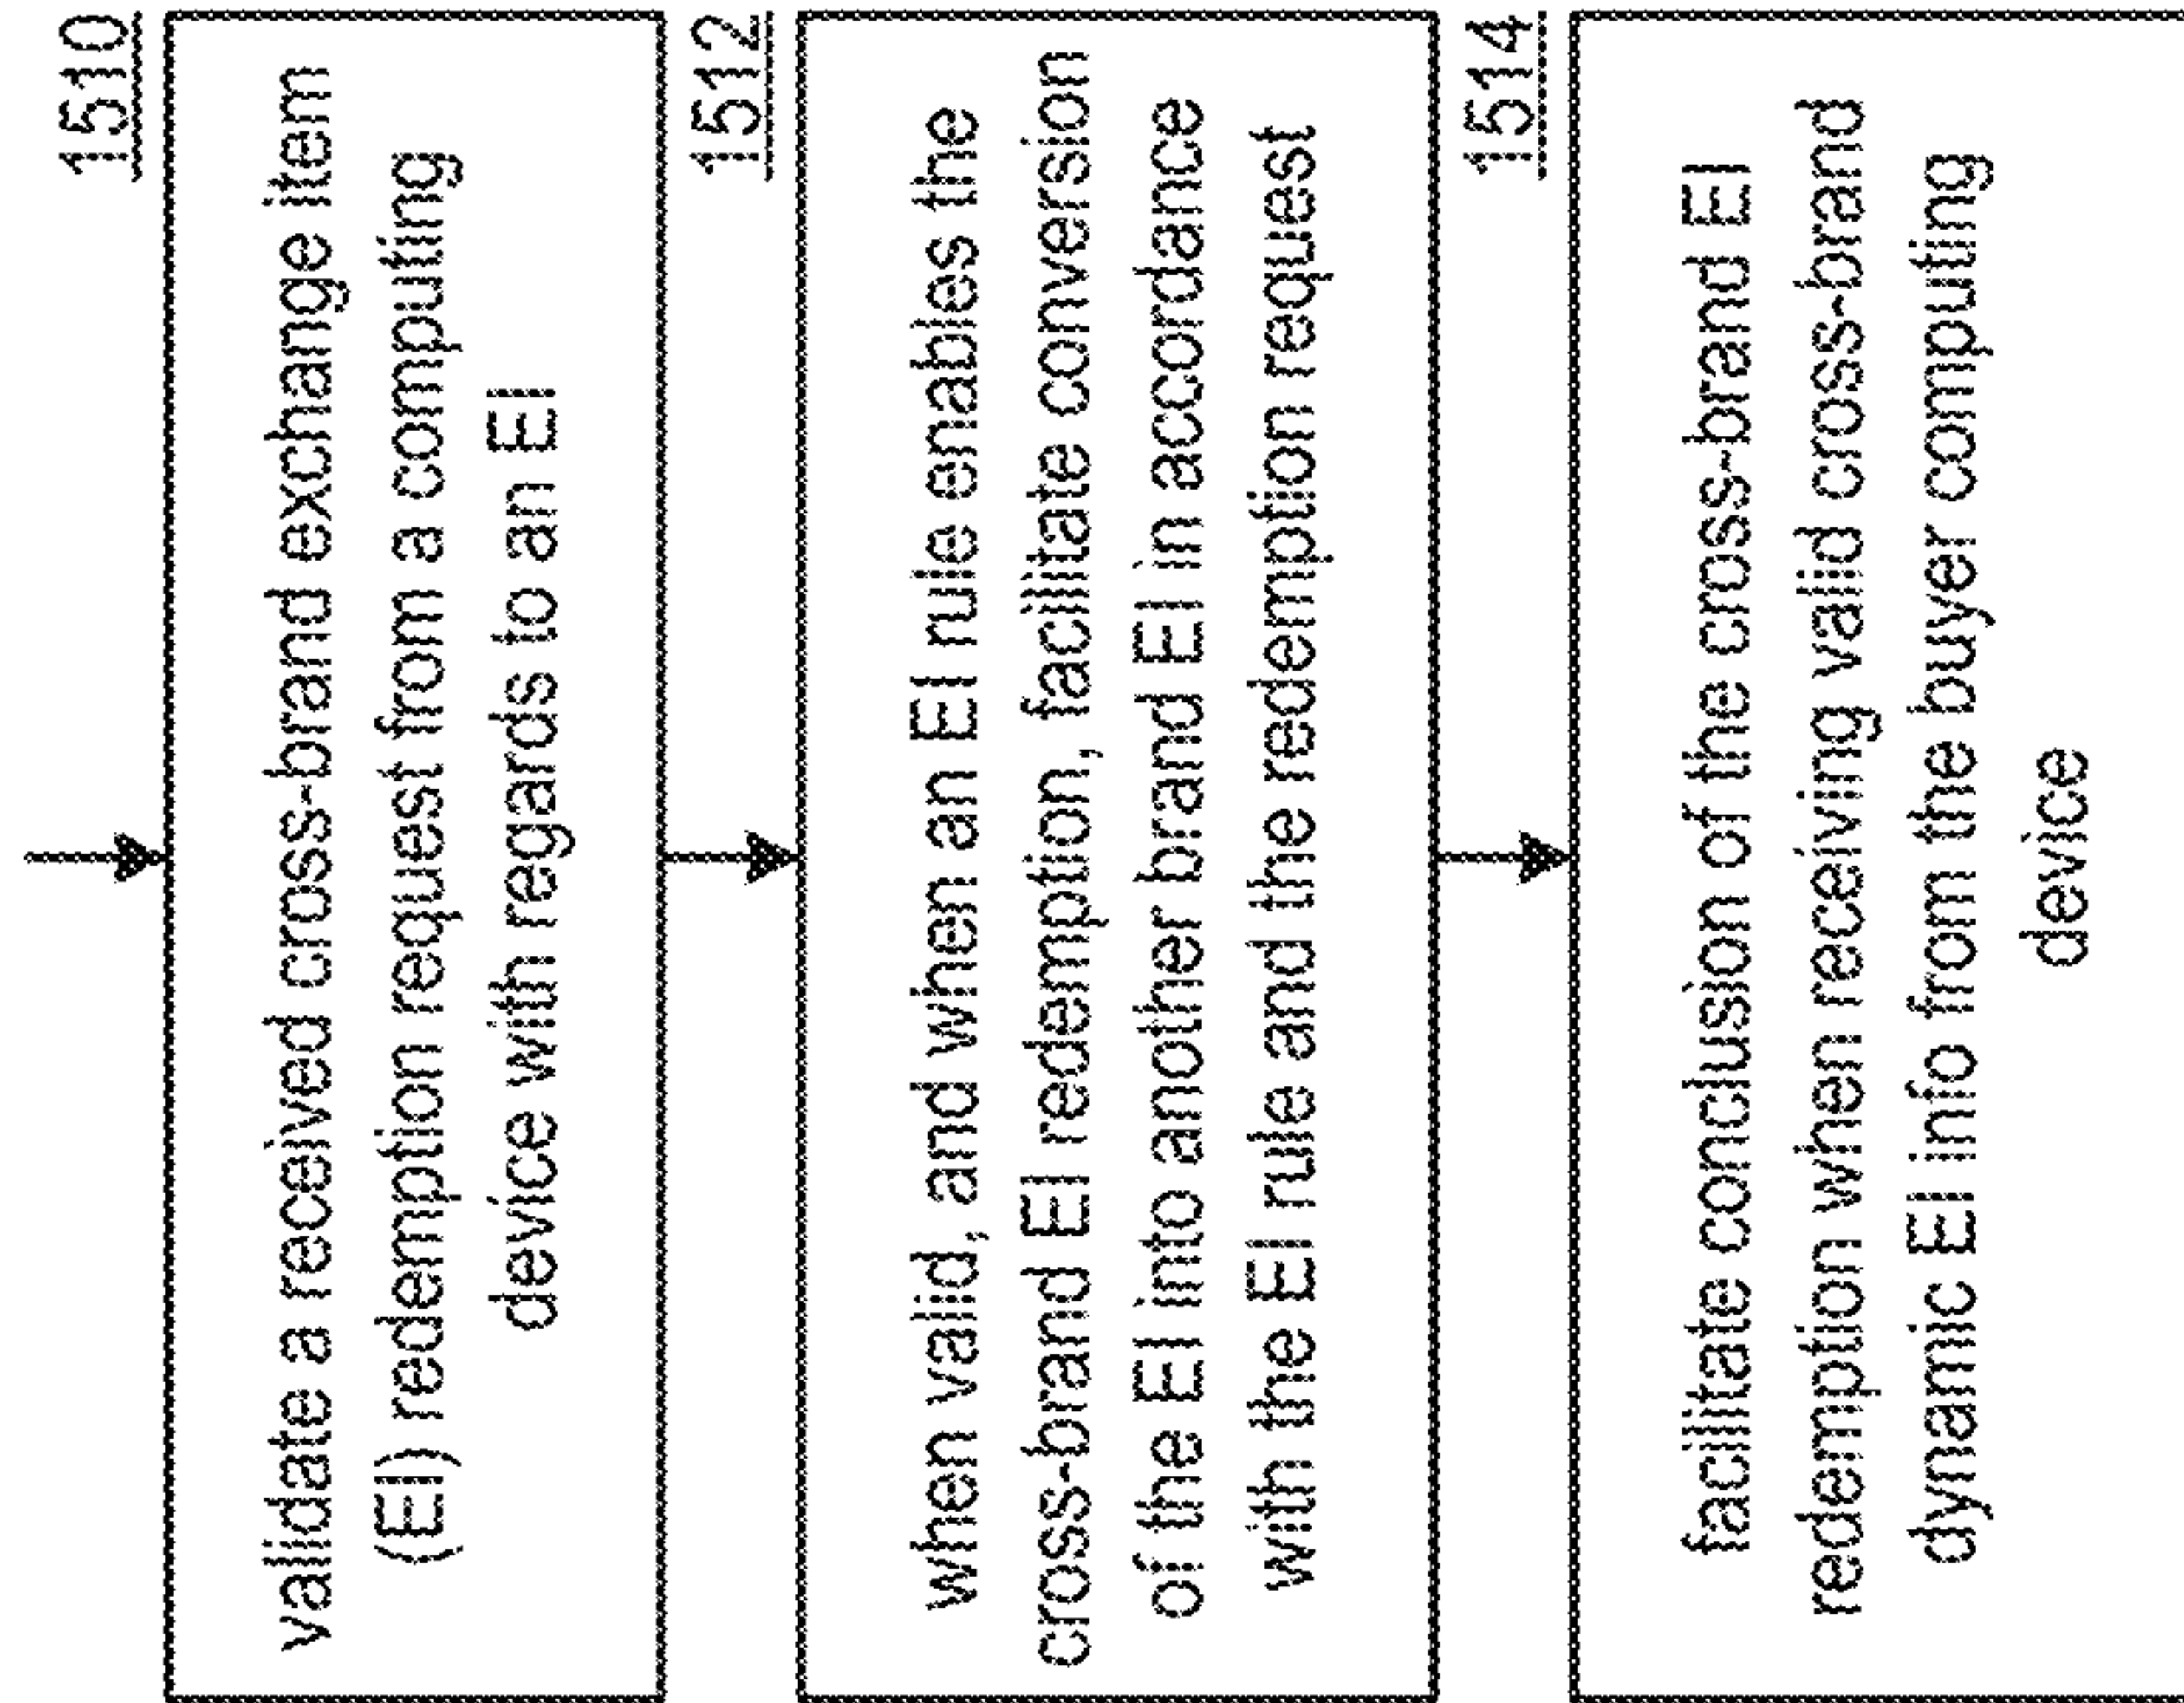 1510
validate a received cross-brand exchange item
(EI) redemption request from a computing
device with regards to an EI
1512
when valid, and when an EI rule enables the
cross-brand EI redemption, facilitate conversion
of the EI into another brand EI in accordance
with the EI rule and the redemption request
1514
facilitate conclusion of the cross-brand EI
redemption when receiving valid cross-brand
dynamic EI info from the buyer computing
device